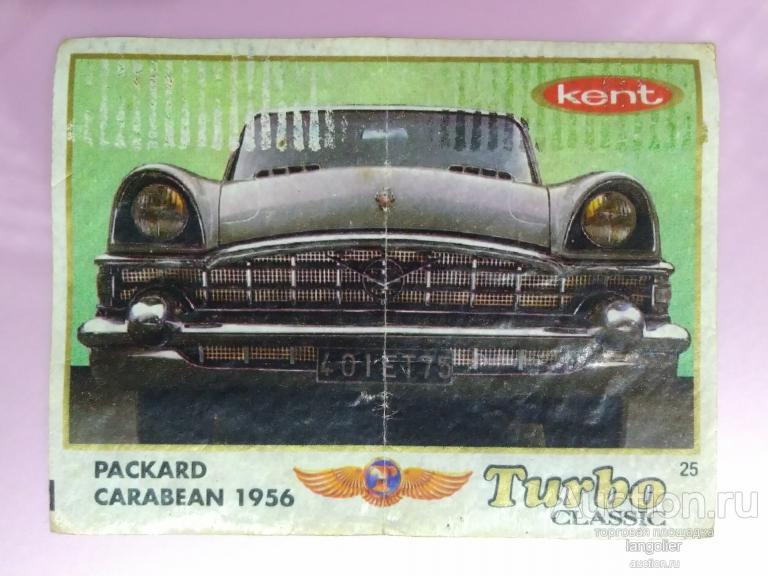 kent
401ET75
PACKARD
CARABEAN 1956
Turbo
CLASSIC
25
Auction.ru
торговая площадка
langolier
auction.ru